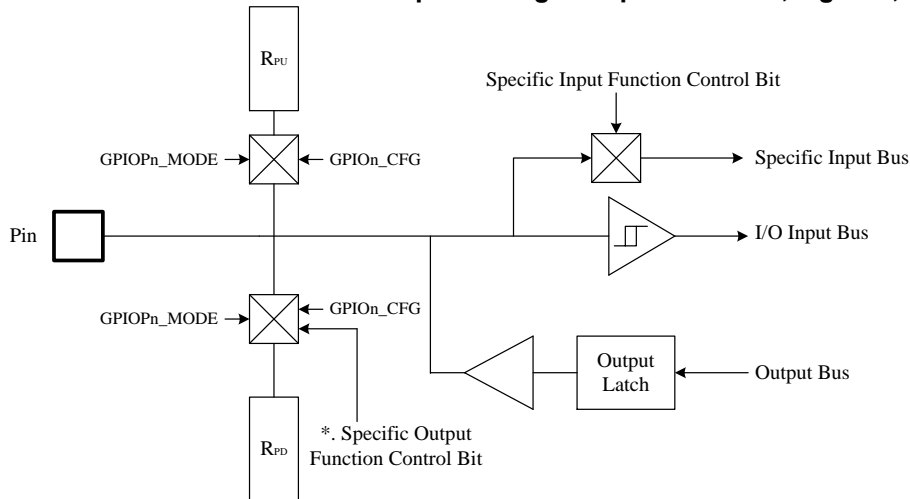 RPU
Specific Input Function Control Bit
GPIOPn_MODE
GPIOn_CFG
Specific Input Bus
Pin
I/O Input Bus
GPIOPn_MODE
GPIOn_CFG
Output
Latch
Output Bus
RPD
*. Specific Output
Function Control Bit